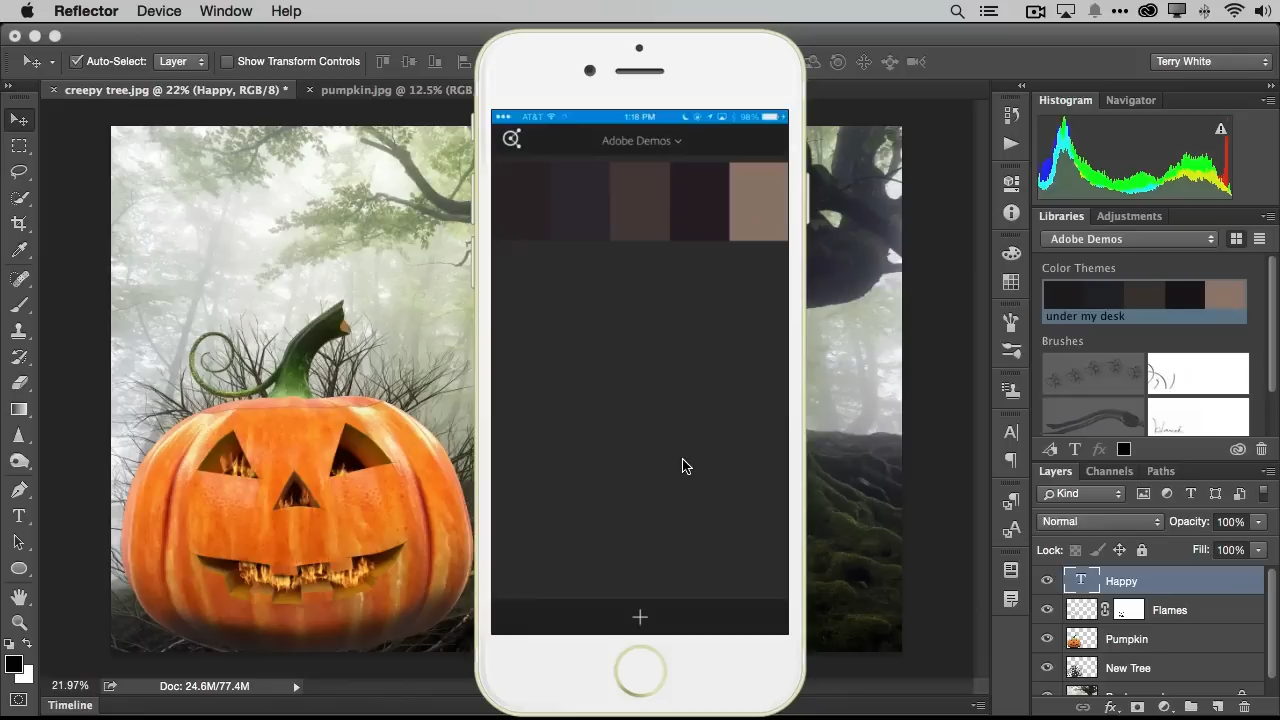 Reflector Device Window Help
Auto-Select: Layer Show Transform Controls Terry White
creepy tree.jpg @ 22% (Happy, RGB/8) * pumpkin.jpg @ 12.5% (RGB
Histogram Navigator
AT&T 1:18 PM 98%
Adobe Demos
Libraries Adjustments
Adobe Demos
Color Themes
under my desk
Brushes
T fx
Layers Channels Paths
Kind
Normal Opacity: 100%
Lock: Fill: 100%
T Happy
Flames
Pumpkin
New Tree
21.97% Doc: 24.6M/77.4M
Timeline